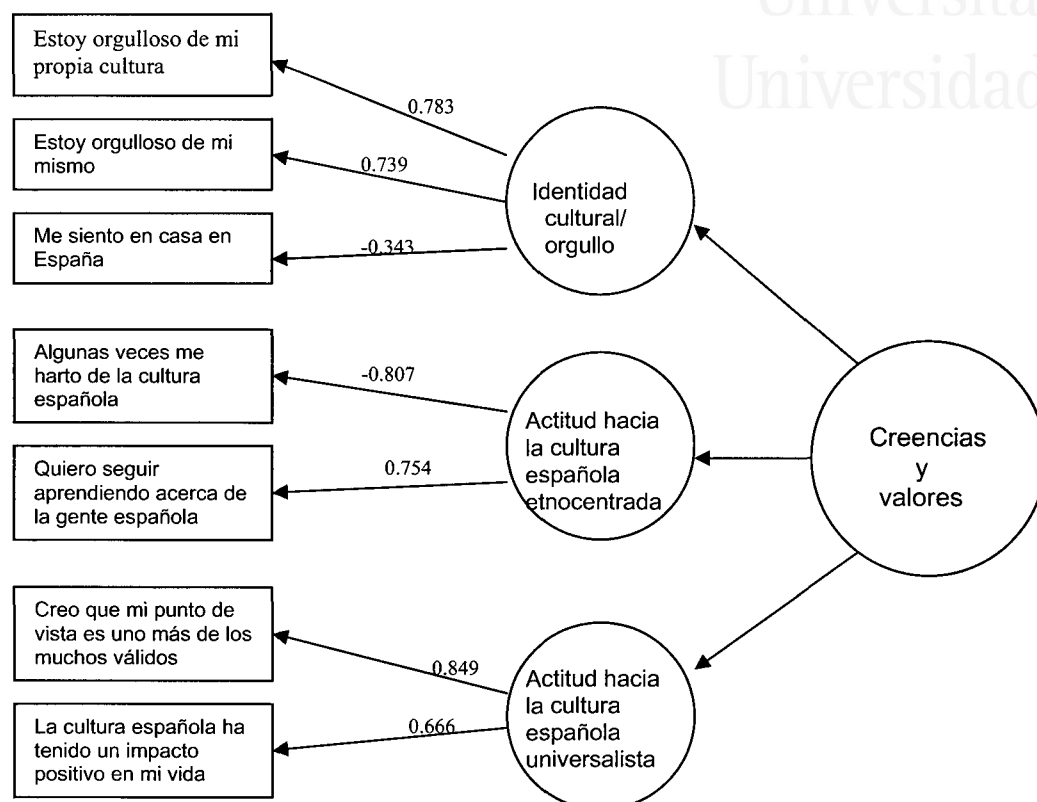 Universidad
Estoy orgulloso de mi
propia cultura
0.783
Estoy orgulloso de mi
mismo
0.739
Me siento en casa en
España
-0.343
Identidad
cultural/
orgullo
Algunas veces me
harto de la cultura
española
-0.807
Quiero seguir
aprendiendo acerca de
la gente española
0.754
Actitud hacia
la cultura
española
etnocentrada
Creencias
y
valores
Creo que mi punto de
vista es uno más de los
muchos válidos
0.849
La cultura española ha
tenido un impacto
positivo en mi vida
0.666
Actitud hacia
la cultura
española
universalista